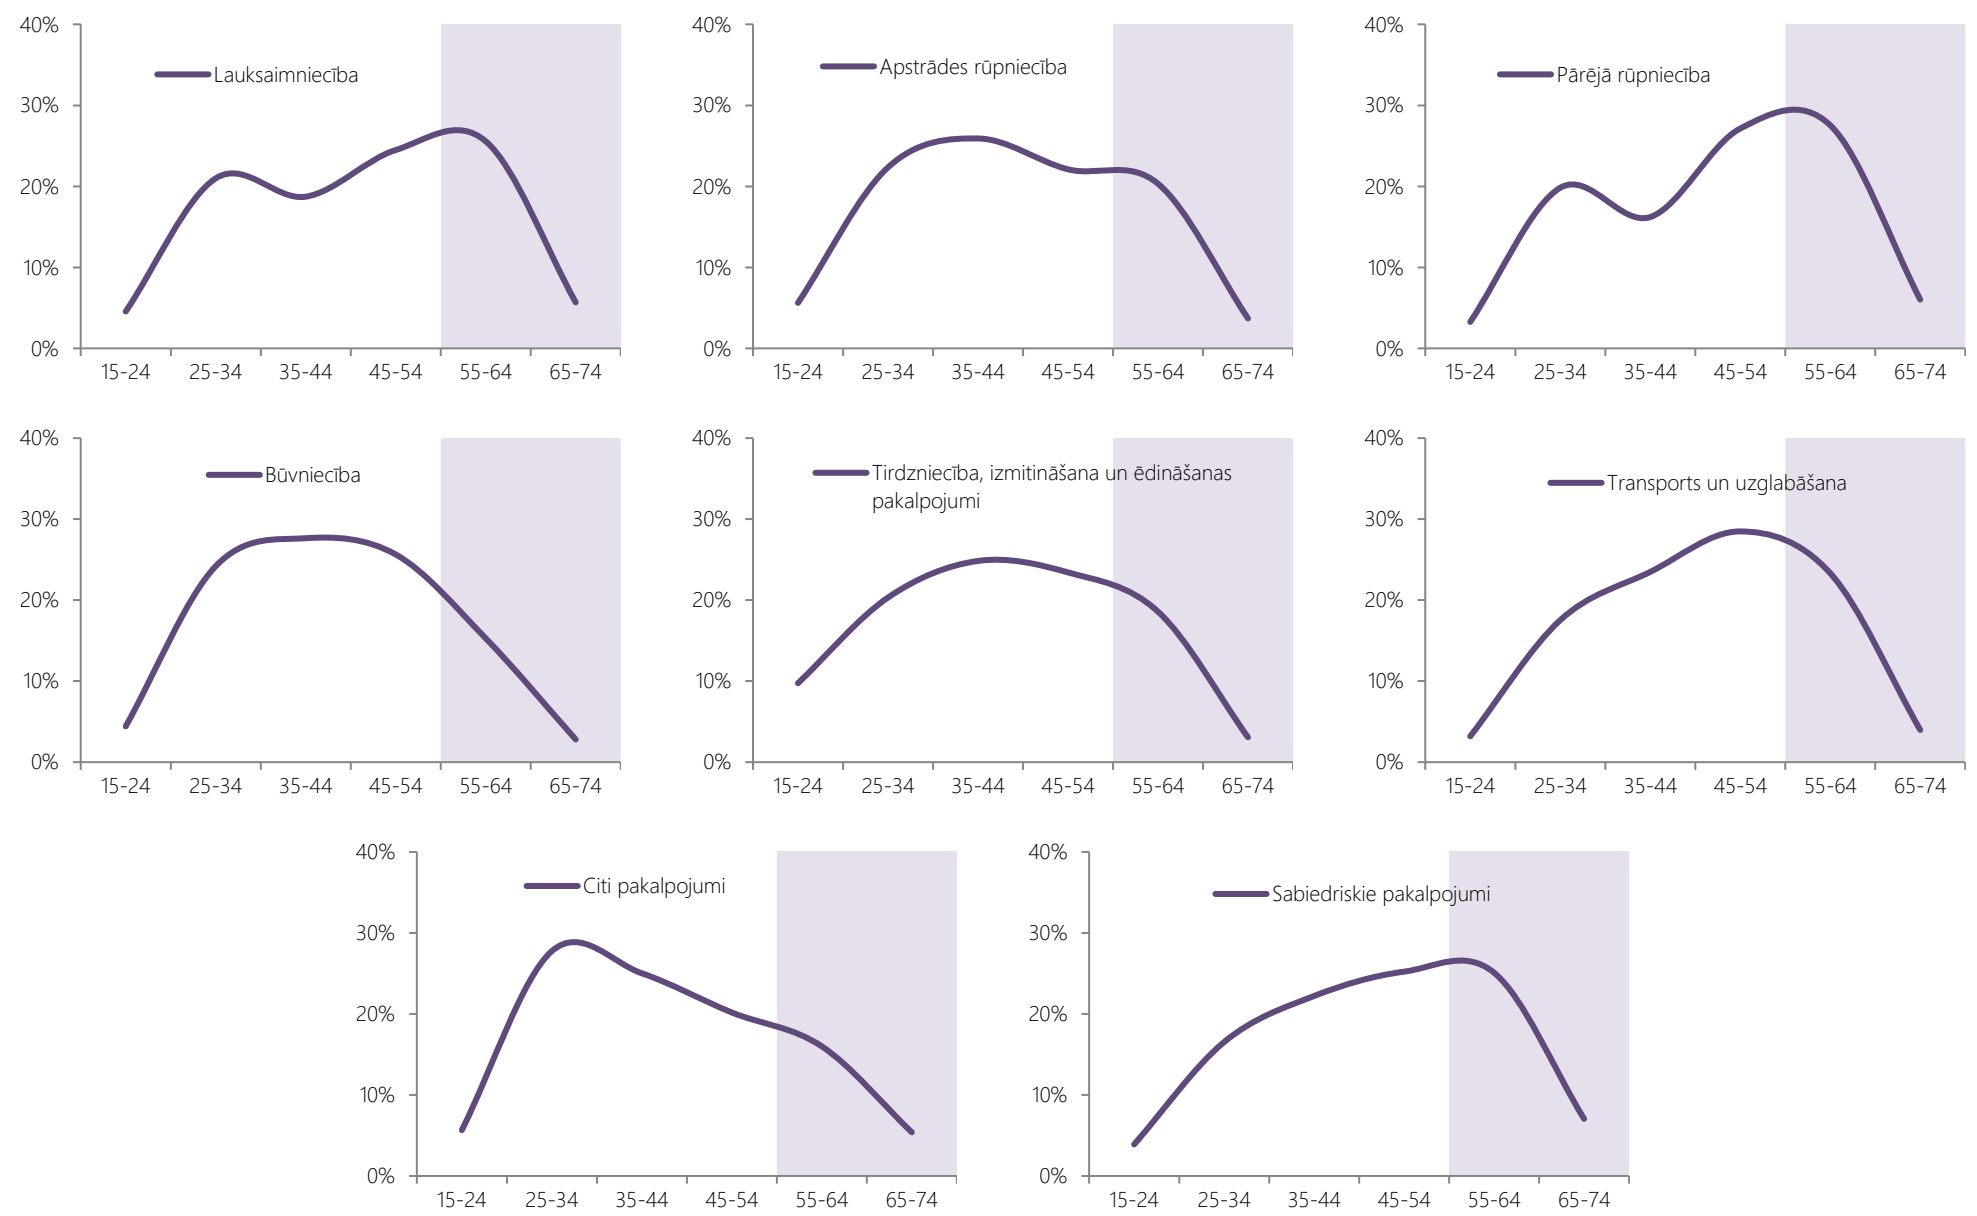 40%
Lauksaimniecība
30%
20%
10%
0%
15-24 25-34 35-44 45-54 55-64 65-74
40%
Apstrādes rūpniecība
30%
20%
10%
0%
15-24 25-34 35-44 45-54 55-64 65-74
40%
Pārējā rūpniecība
30%
20%
10%
0%
15-24 25-34 35-44 45-54 55-64 65-74
40%
Būvniecība
30%
20%
10%
0%
15-24 25-34 35-44 45-54 55-64 65-74
40%
Tirdzniecība, izmitināšana un ēdināšanas
pakalpojumi
30%
20%
10%
0%
15-24 25-34 35-44 45-54 55-64 65-74
40%
Transports un uzglabāšana
30%
20%
10%
0%
15-24 25-34 35-44 45-54 55-64 65-74
40%
Citi pakalpojumi
30%
20%
10%
0%
15-24 25-34 35-44 45-54 55-64 65-74
40%
Sabiedriskie pakalpojumi
30%
20%
10%
0%
15-24 25-34 35-44 45-54 55-64 65-74